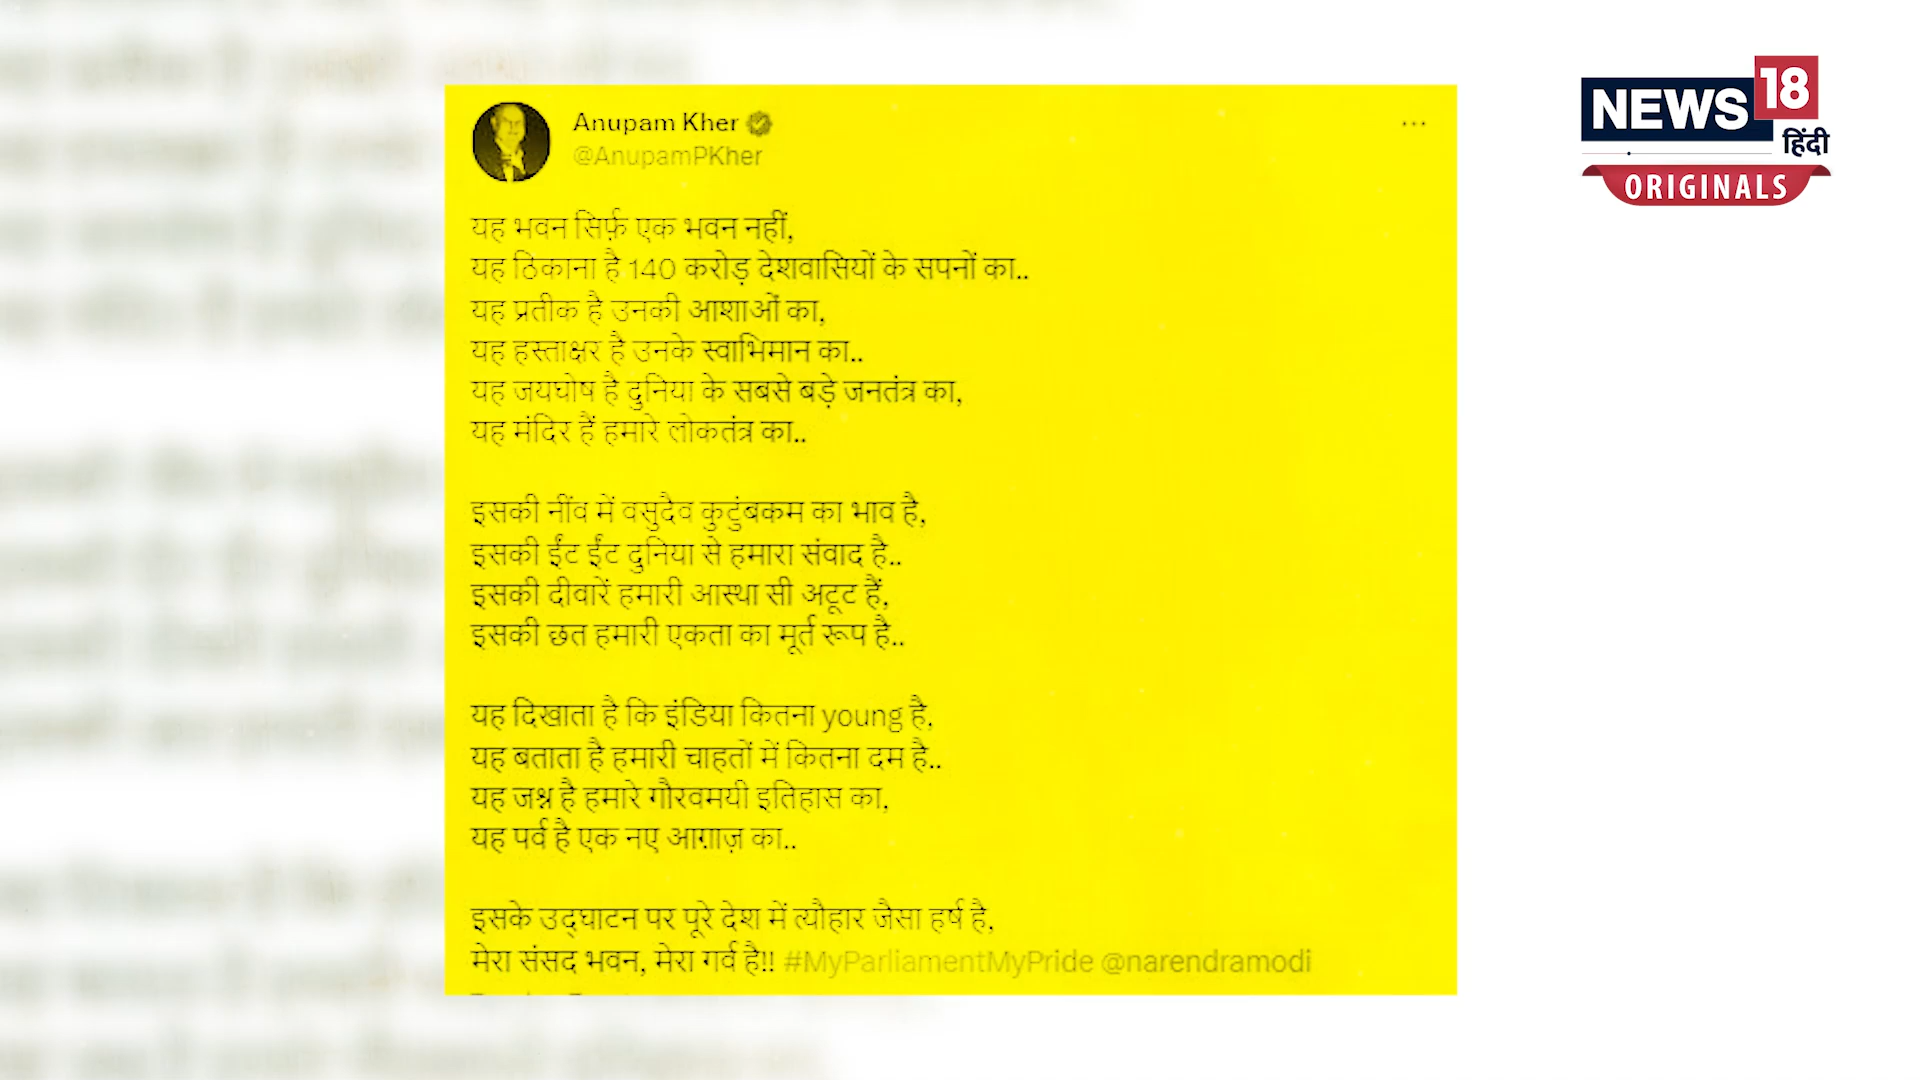 Anupam Kher
@AnupamPKher
यह भवन सिर्फ़ एक भवन नहीं,
यह ठिकाना है 140 करोड़ देशवासियों के सपनों का..
यह प्रतीक है उनकी आशाओं का,
यह हस्ताक्षर है उनके स्वाभिमान का..
यह जयघोष है दुनिया के सबसे बड़े जनतंत्र का,
यह मंदिर हैं हमारे लोकतंत्र का..
इसकी नींव में वसुदैव कुटुंबकम का भाव है,
इसकी ईंट ईंट दुनिया से हमारा संवाद है..
इसकी दीवारें हमारी आस्था सी अटूट हैं,
इसकी छत हमारी एकता का मूर्त रूप है..
यह दिखाता है कि इंडिया कितना young है,
यह बताता है हमारी चाहतों में कितना दम है..
यह जश्न है हमारे गौरवमयी इतिहास का,
यह पर्व है एक नए आग़ाज़ का..
इसके उद्घाटन पर पूरे देश में त्यौहार जैसा हर्ष है,
मेरा संसद भवन, मेरा गर्व है!! #MyParliamentMyPride @narendramodi
NEWS 18
हिंदी
ORIGINALS